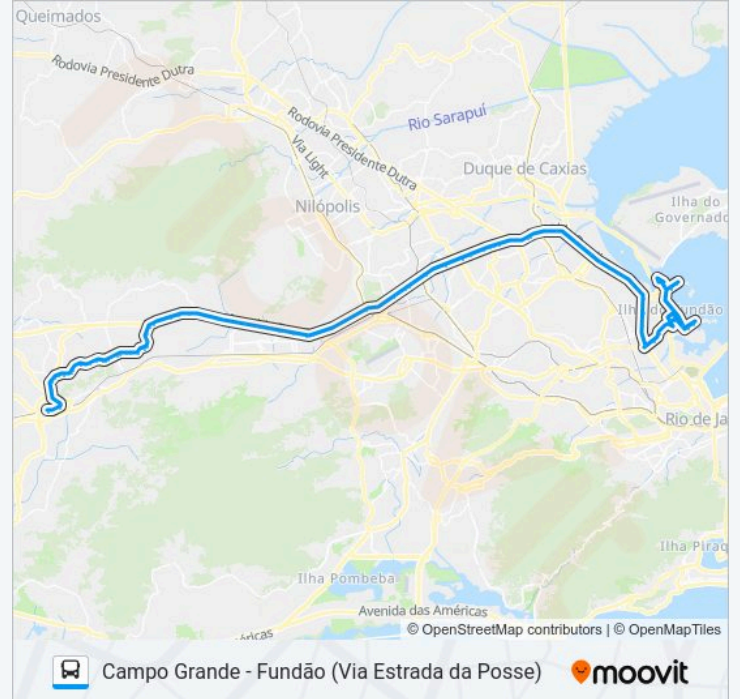 Queimados
Rodovia Presidente Dutra
Rodovia Presidente Dutra
Rio Sarapuí
Via Light
Duque de Caxias
Nilópolis
Ilha do
Governado
Ilha do Fundão
Rio de Ja
Ilha Piraq
Ilha Pombeba
Avenida das Américas
éricas
© OpenStreetMap contributors | © OpenMapTiles
Campo Grande - Fundão (Via Estrada da Posse)
moovit